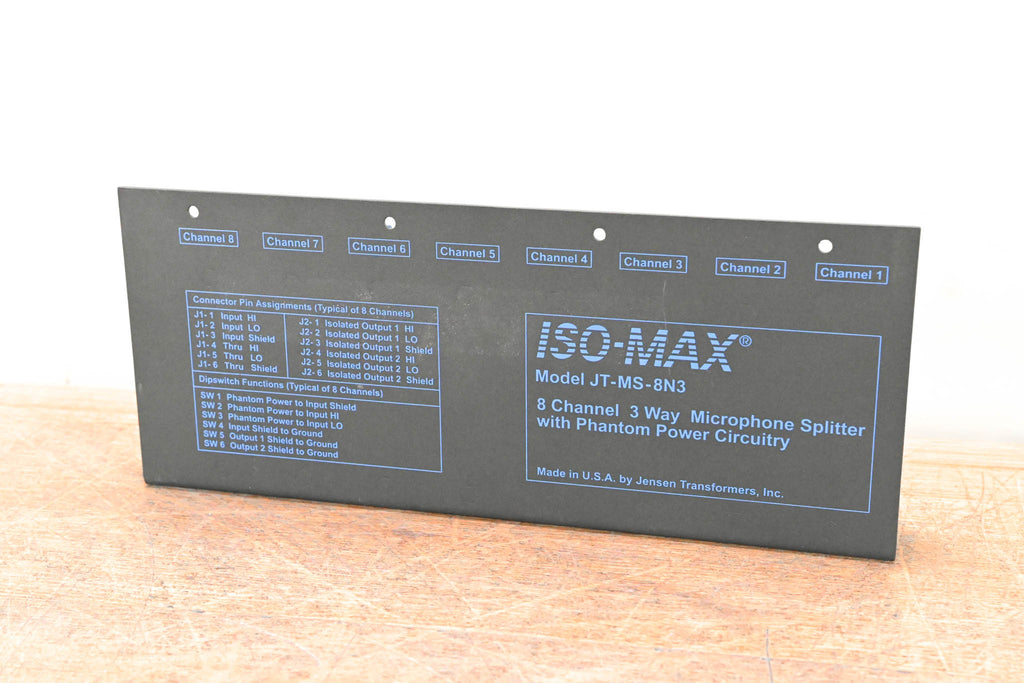 Channel 8 Channel 7 Channel 6 Channel 5 Channel 4 Channel 3 Channel 2 Channel 1
Connector Pin Assignments (Typical of 8 Channels)
J1- 1 Input HI
J1- 2 Input LO
J1- 3 Input Shield
J1- 4 Thru HI
J1- 5 Thru LO
J1- 6 Thru Shield
J2- 1 Isolated Output 1 HI
J2- 2 Isolated Output 1 LO
J2- 3 Isolated Output 1 Shield
J2- 4 Isolated Output 2 HI
J2- 5 Isolated Output 2 LO
J2- 6 Isolated Output 2 Shield
Dipswitch Functions (Typical of 8 Channels)
SW 1 Phantom Power to Input Shield
SW 2 Phantom Power to Input HI
SW 3 Phantom Power to Input LO
SW 4 Input Shield to Ground
SW 5 Output 1 Shield to Ground
SW 6 Output 2 Shield to Ground
ISO-MAX®
Model JT-MS-8N3
8 Channel 3 Way Microphone Splitter
with Phantom Power Circuitry
Made in U.S.A. by Jensen Transformers, Inc.